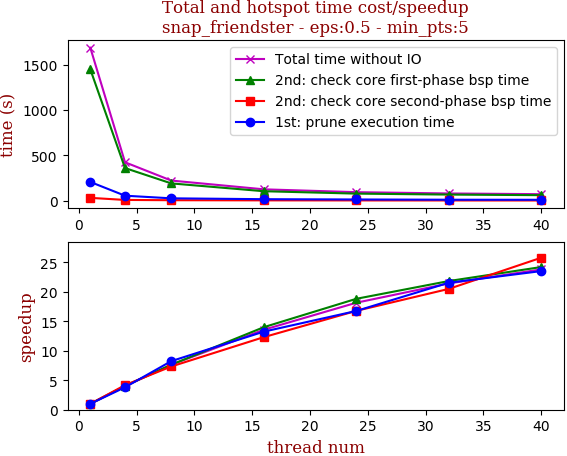 Total and hotspot time cost/speedup
snap_friendster - eps:0.5 - min_pts:5
time (s)
1500
1000
500
0
Total time without IO
2nd: check core first-phase bsp time
2nd: check core second-phase bsp time
1st: prune execution time
0 5 10 15 20 25 30 35 40
speedup
25
20
15
10
5
0
0 5 10 15 20 25 30 35 40
thread num